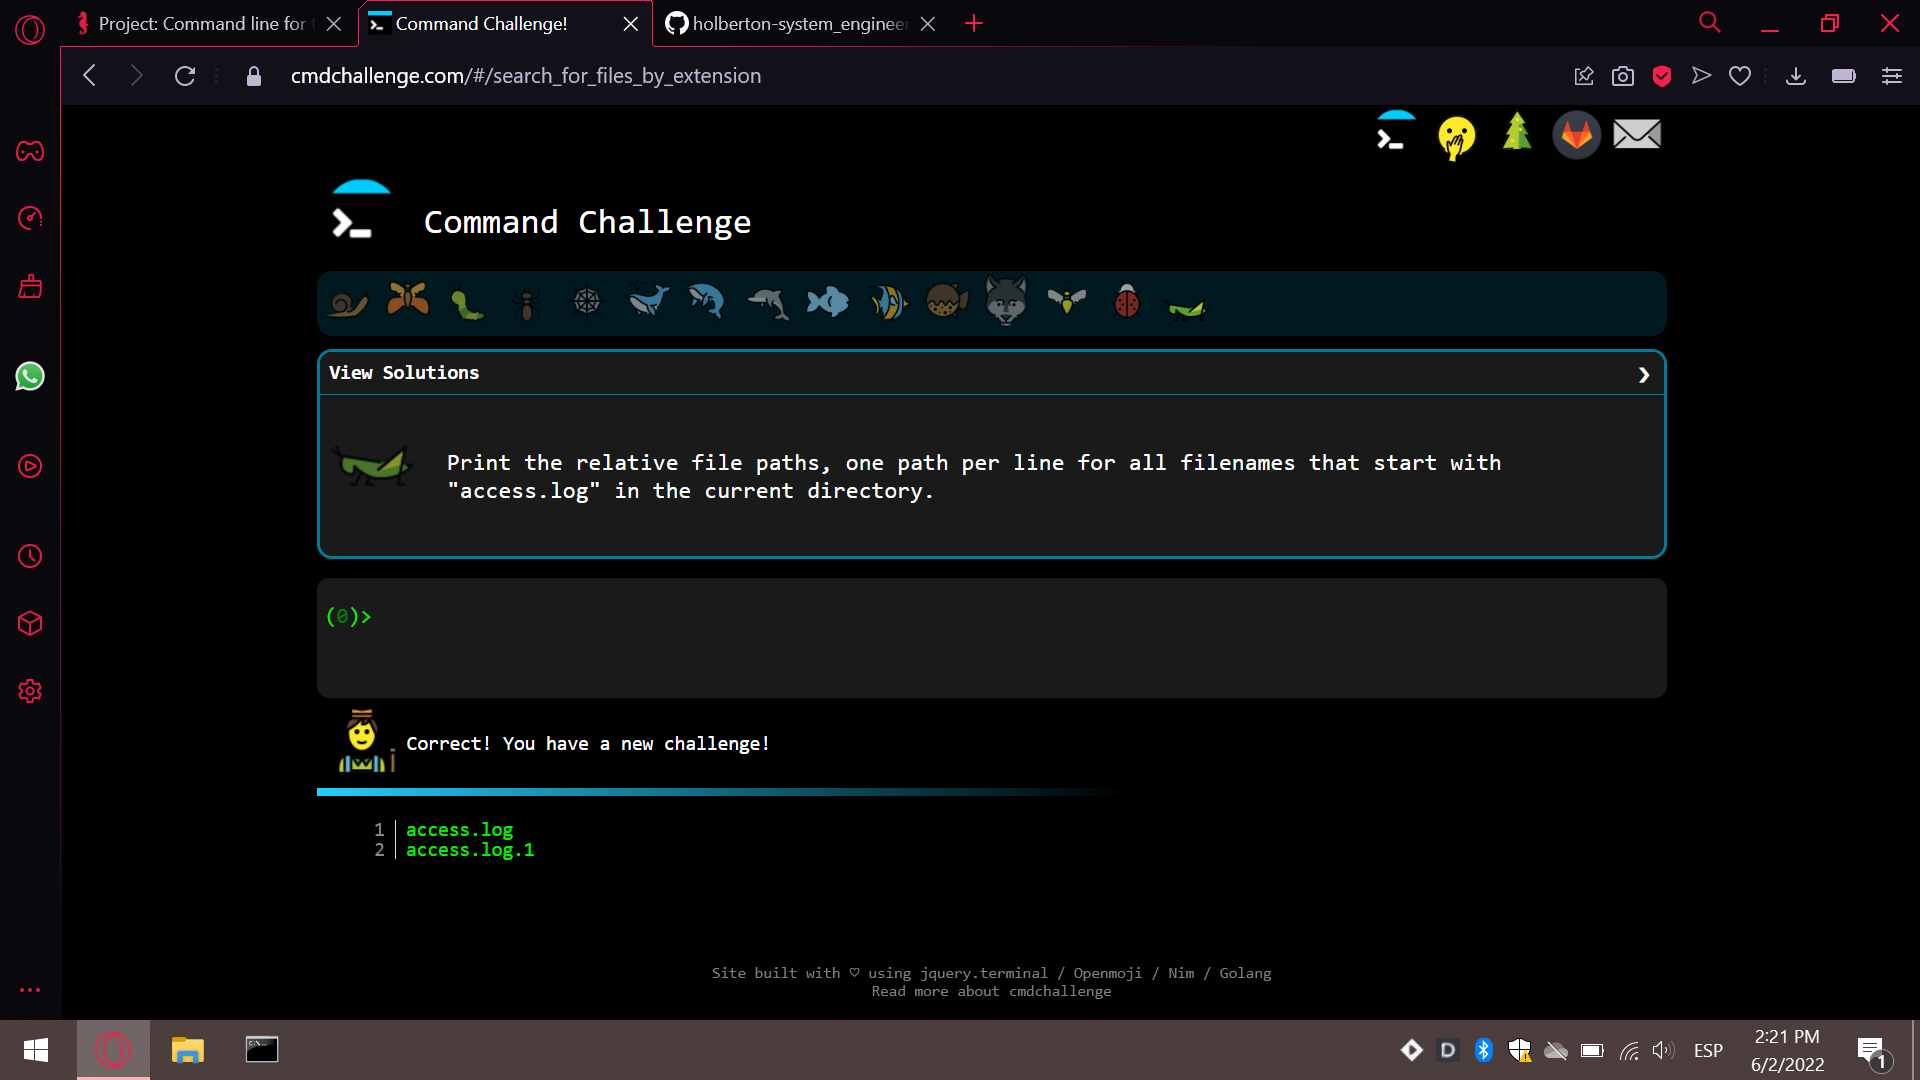 Project: Command line for
Command Challenge!
holberton-system_engineer
cmdchallenge.com/#/search_for_files_by_extension
Command Challenge
View Solutions
Print the relative file paths, one path per line for all filenames that start with
"access.log" in the current directory.
(0)>
Correct! You have a new challenge!
1 access.log
2 access.log.1
Site built with ♡ using jquery.terminal / Openmoji / Nim / Golang
Read more about cmdchallenge
D
ESP
2:21 PM
6/2/2022
1